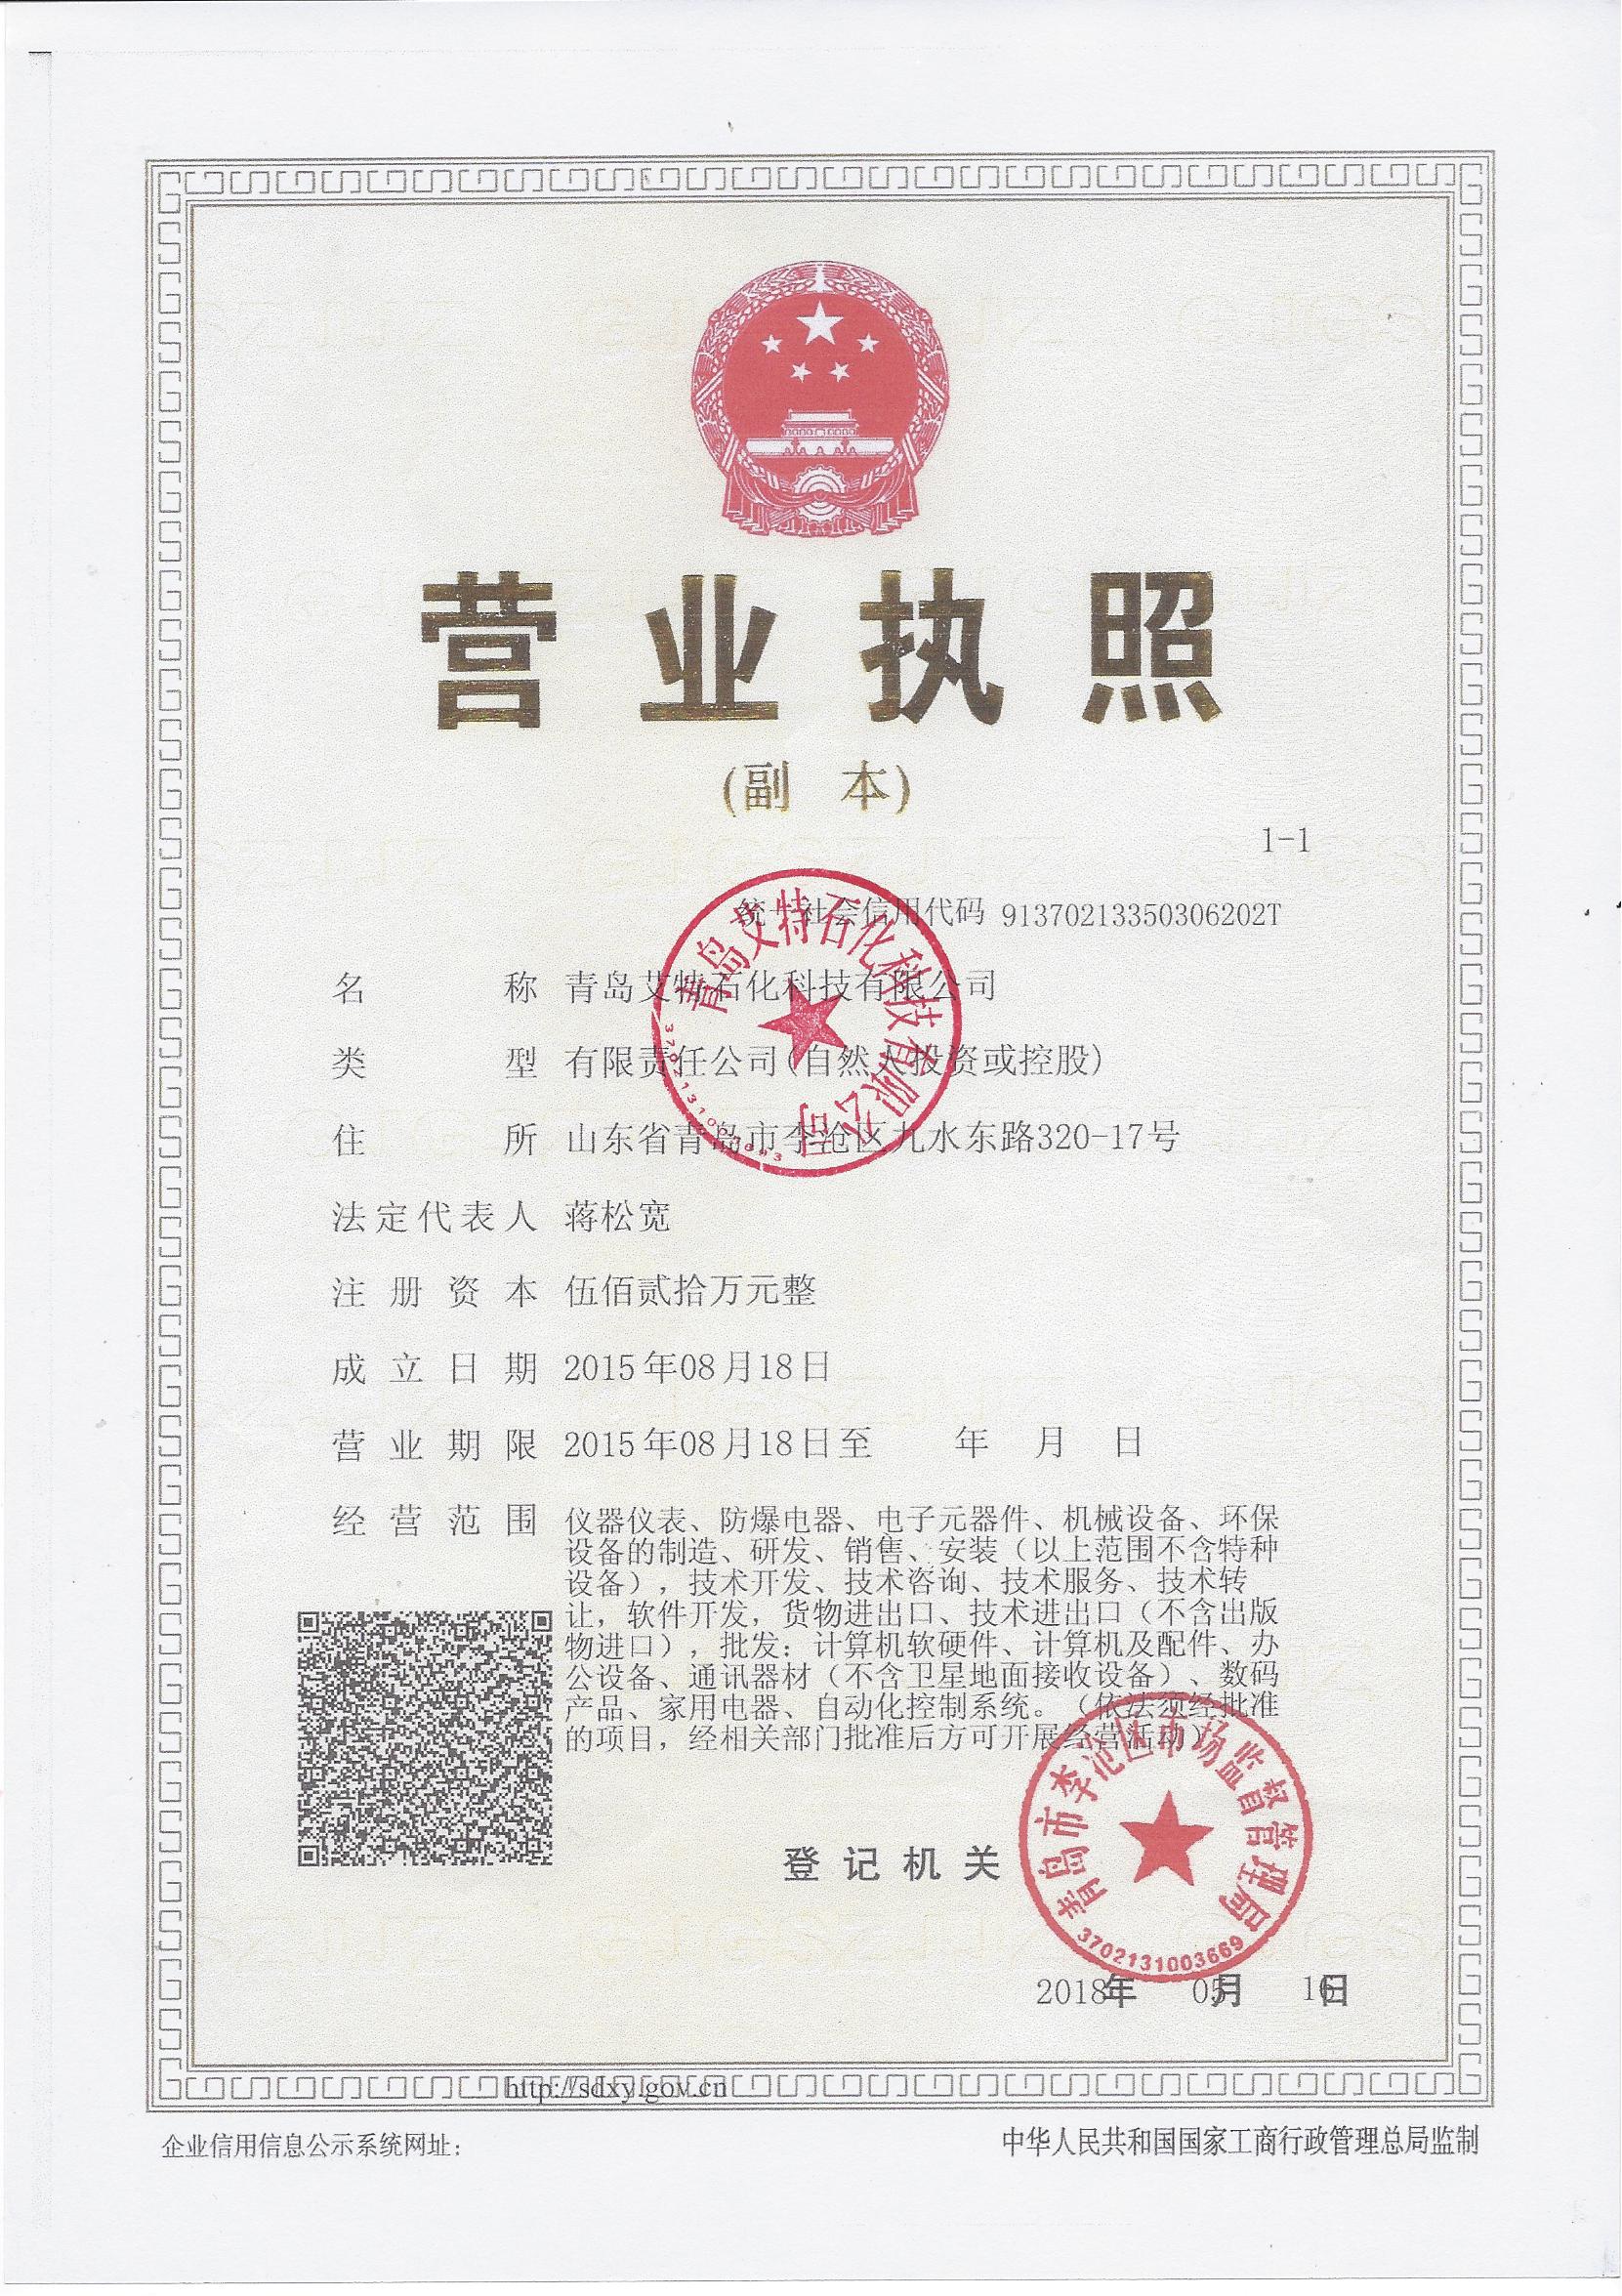 营业执照
(副 本)
1-1
统一社会信用代码 91370213350306202T
名 称 青岛艾特石化科技有限公司
类 型 有限责任公司(自然人投资或控股)
住 所 山东省青岛市李沧区九水东路320-17号
法定代表人 蒋松宽
注册资本 伍佰贰拾万元整
成立日期 2015年08月18日
营业期限 2015年08月18日至 年 月 日
经营范围 仪器仪表、防爆电器、电子元器件、机械设备、环保
设备的制造、研发、销售、安装（以上范围不含特种
设备），技术开发、技术咨询、技术服务、技术转
让，软件开发，货物进出口、技术进出口（不含出版
物进口），批发：计算机软硬件、计算机及配件、办
公设备、通讯器材（不含卫星地面接收设备）、数码
产品、家用电器、自动化控制系统。（依法须经批准
的项目，经相关部门批准后方可开展经营活动）
青岛艾特石化科技有限公司
登记机关
青岛市李沧区市场监督管理局
3702131003669
2018年 05月 16日
http://sdxy.gov.cn
企业信用信息公示系统网址：
中华人民共和国国家工商行政管理总局监制